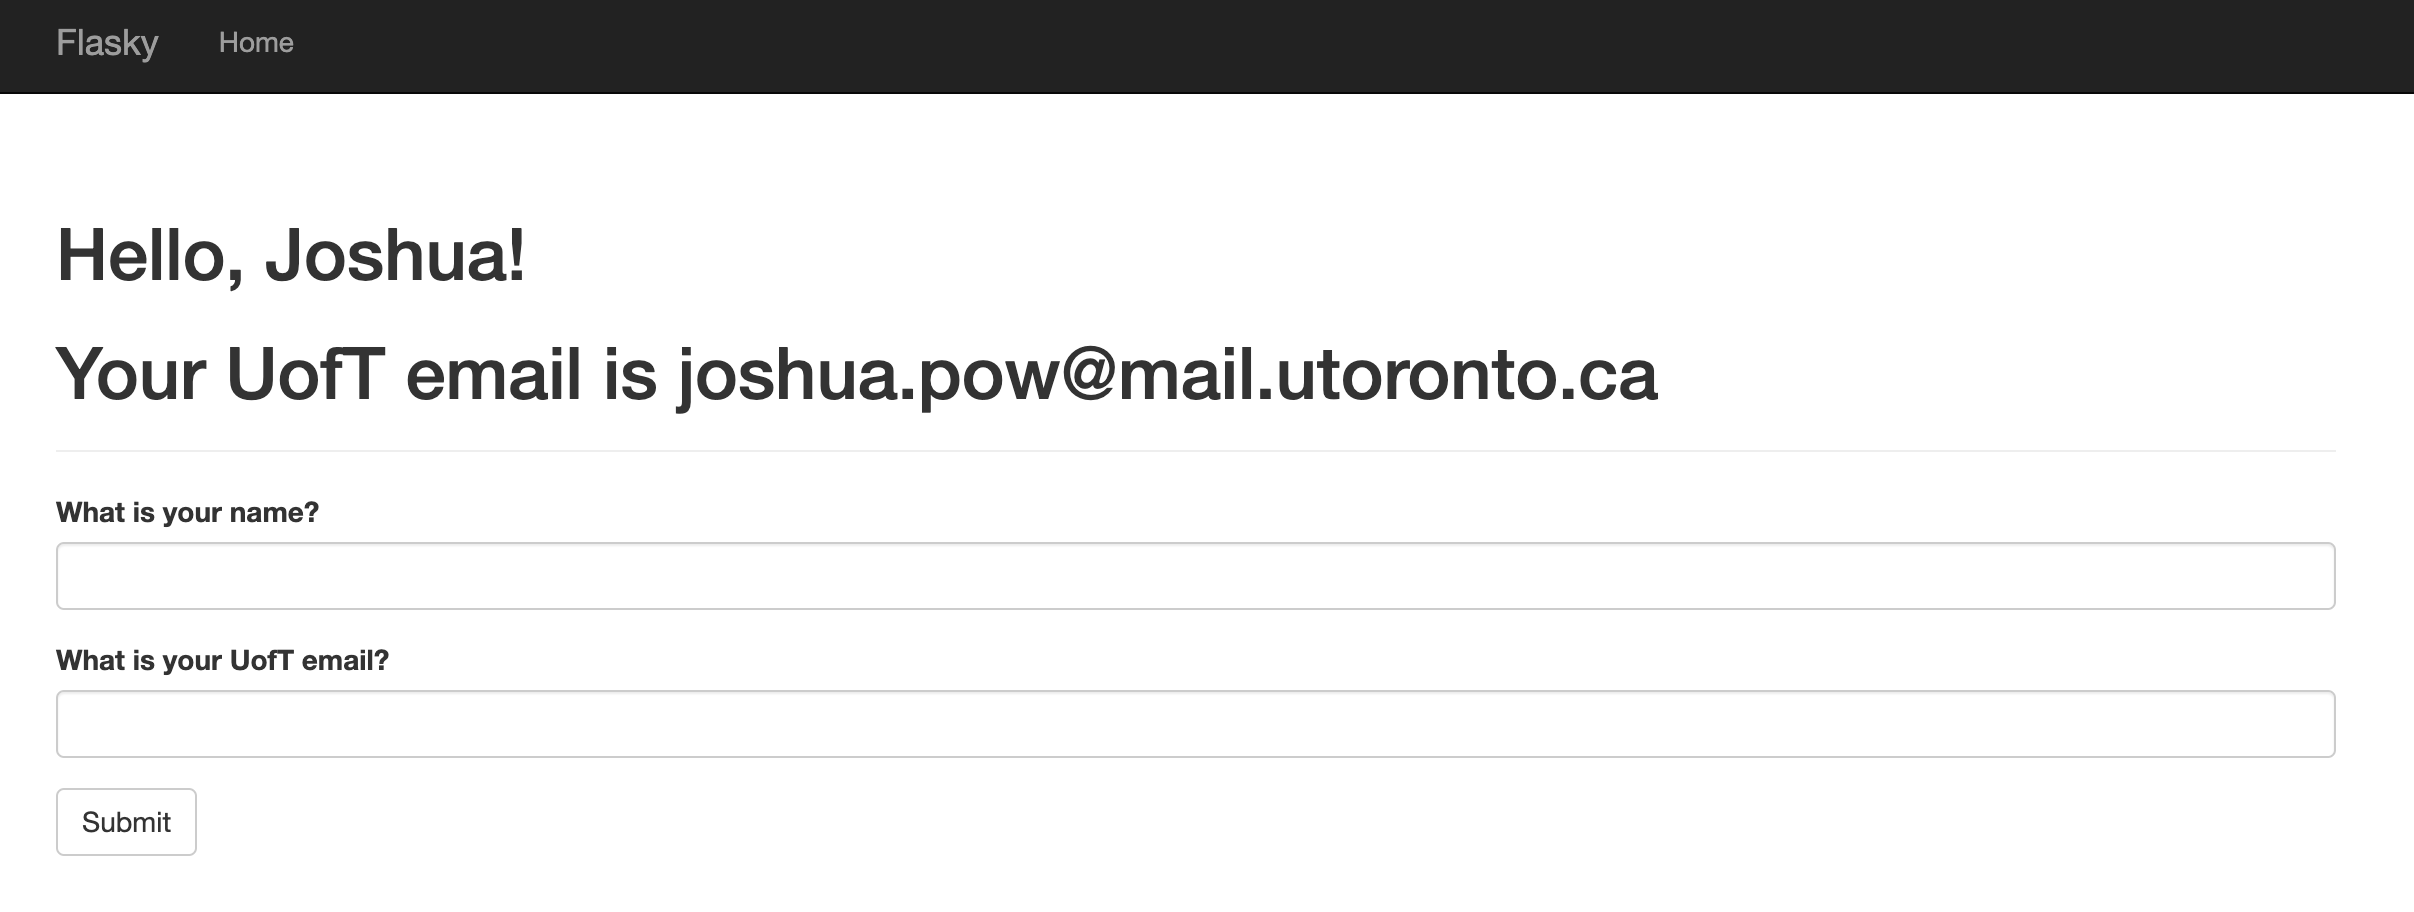 Flasky Home
Hello, Joshua!
Your UofT email is joshua.pow@mail.utoronto.ca
What is your name?
What is your UofT email?
Submit